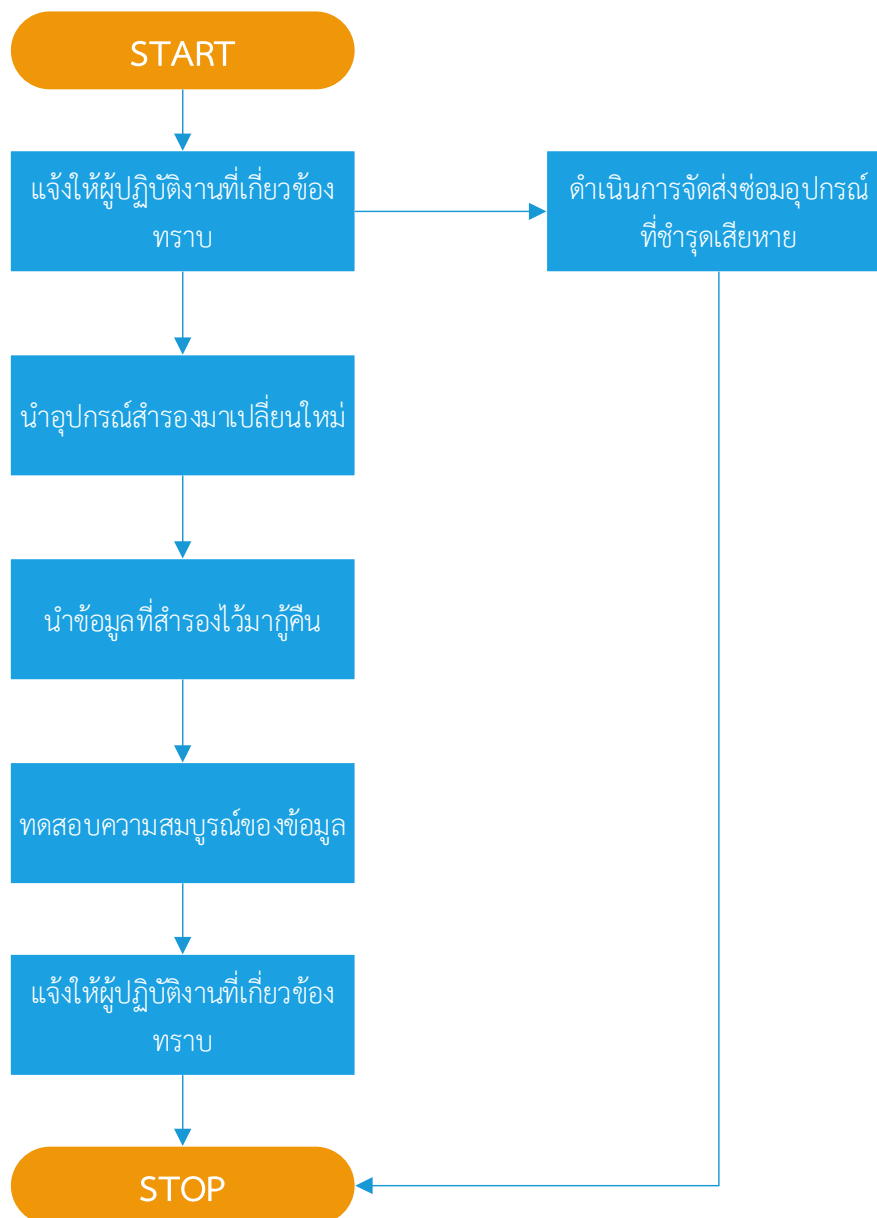 START
แจ้งให้ผู้ปฏิบัติงานที่เกี่ยวข้อง
ทราบ
ดำเนินการจัดส่งซ่อมอุปกรณ์
ที่ชำรุดเสียหาย
นำอุปกรณ์สำรองมาเปลี่ยนใหม่
นำข้อมูลที่สำรองไว้มากู้คืน
ทดสอบความสมบูรณ์ของข้อมูล
แจ้งให้ผู้ปฏิบัติงานที่เกี่ยวข้อง
ทราบ
STOP